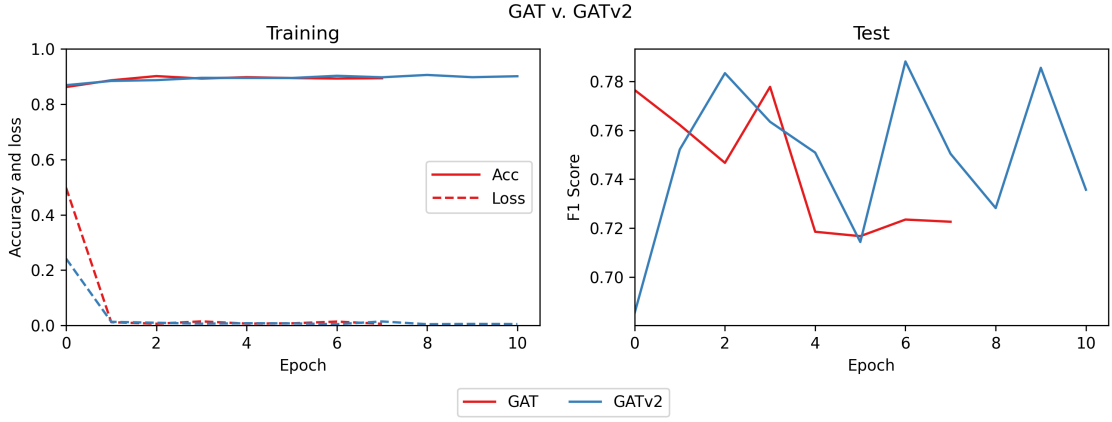 GAT v. GATv2
Training
Accuracy and loss
1.0
0.8
0.6
0.4
0.2
0.0
Acc
Loss
0 2 4 6 8 10
Epoch
Test
F1 Score
0.78
0.76
0.74
0.72
0.70
0 2 4 6 8 10
Epoch
GAT GATv2